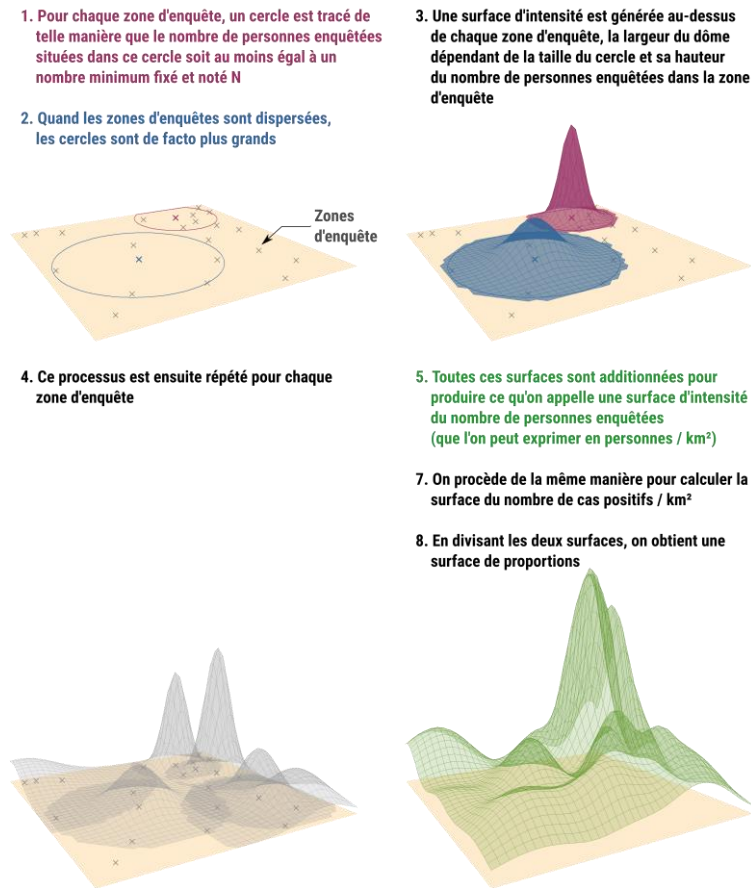 1. Pour chaque zone d'enquête, un cercle est tracé de
telle manière que le nombre de personnes enquêtées
situées dans ce cercle soit au moins égal à un
nombre minimum fixé et noté N
2. Quand les zones d'enquêtes sont dispersées,
les cercles sont de facto plus grands
Zones
d'enquête
3. Une surface d'intensité est générée au-dessus
de chaque zone d'enquête, la largeur du dôme
dépendant de la taille du cercle et sa hauteur
du nombre de personnes enquêtées dans la zone
d'enquête
4. Ce processus est ensuite répété pour chaque
zone d'enquête
5. Toutes ces surfaces sont additionnées pour
produire ce qu'on appelle une surface d'intensité
du nombre de personnes enquêtées
(que l'on peut exprimer en personnes / km²)
7. On procède de la même manière pour calculer la
surface du nombre de cas positifs / km²
8. En divisant les deux surfaces, on obtient une
surface de proportions